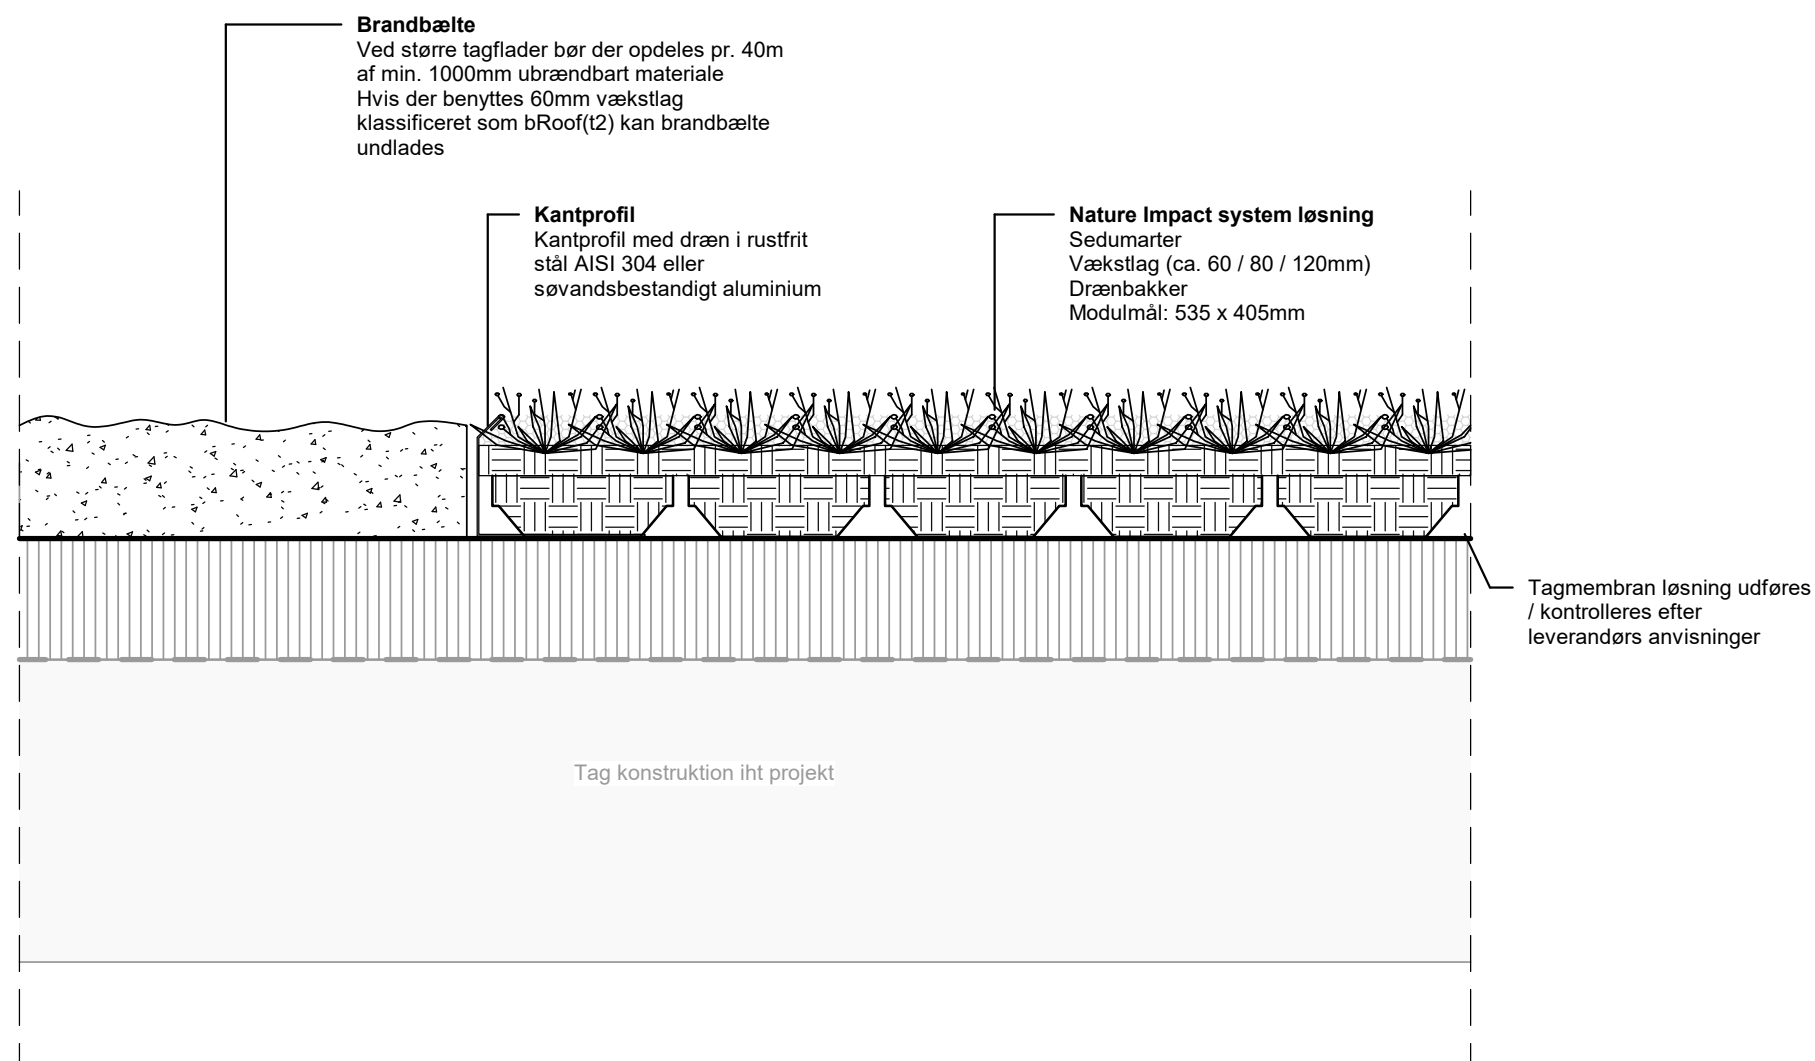 Brandbælte
Ved større tagflader bør der opdeles pr. 40m
af min. 1000mm ubrændbart materiale
Hvis der benyttes 60mm vækstlag
klassificeret som bRoof(t2) kan brandbælte
undlades
Kantprofil
Kantprofil med dræn i rustfrit
stål AISI 304 eller
søvandsbestandigt aluminium
Nature Impact system løsning
Sedumarter
Vækstlag (ca. 60 / 80 / 120mm)
Drænbakker
Modulmål: 535 x 405mm
Tagmembran løsning udføres
/ kontrolleres efter
leverandørs anvisninger
Tag konstruktion iht projekt